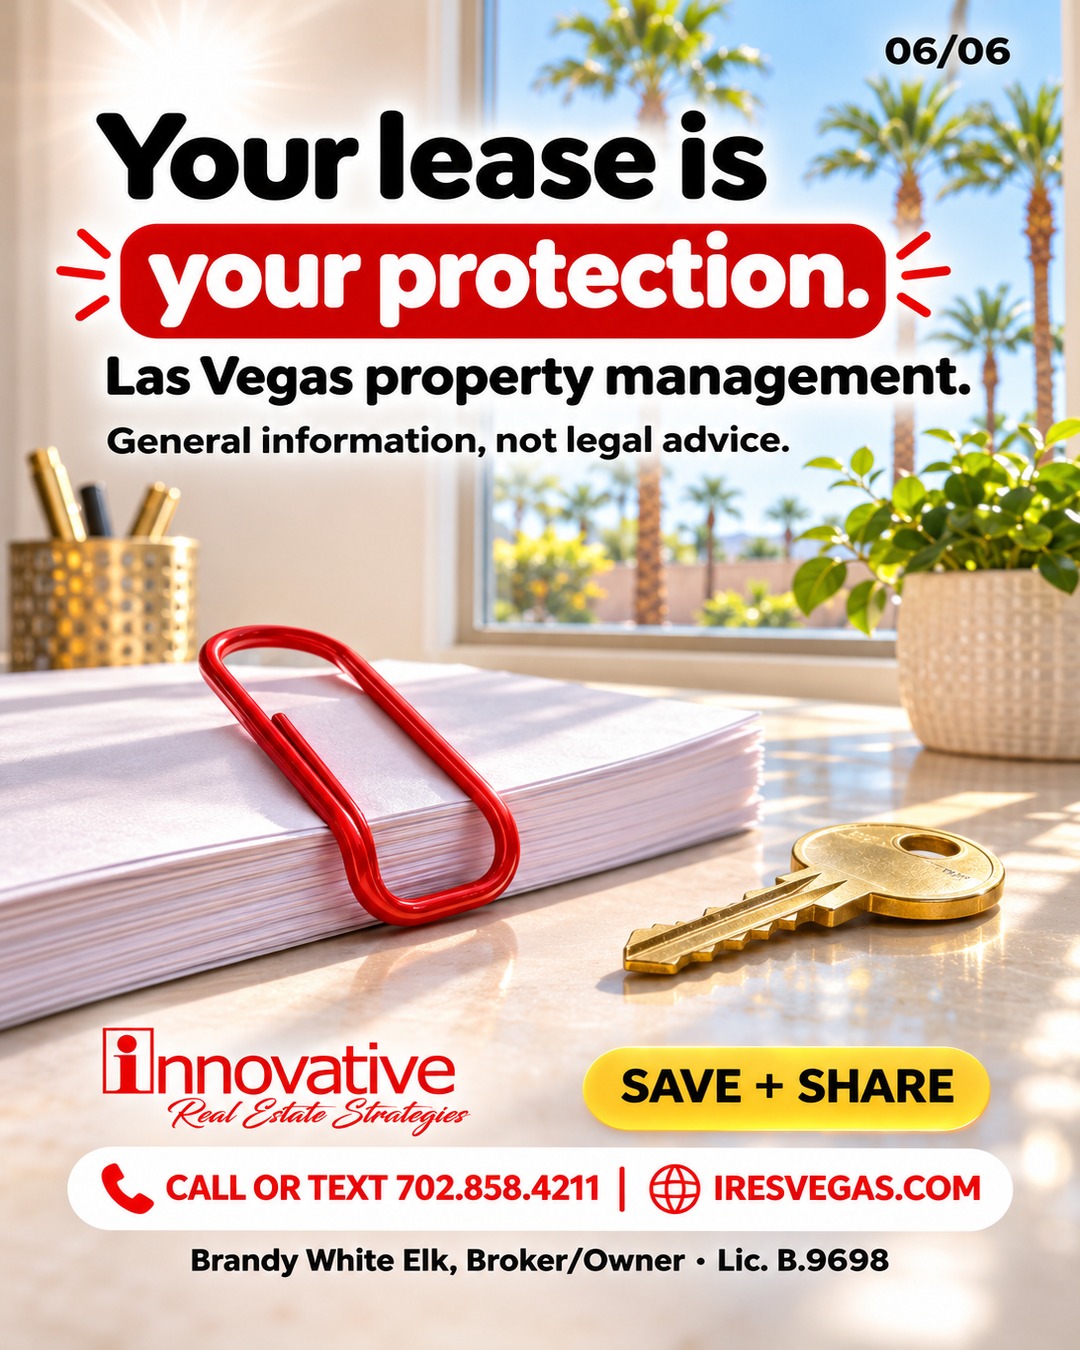 06/06
Your lease is
your protection.
Las Vegas property management.
General information, not legal advice.
innovative
Real Estate Strategies
SAVE + SHARE
CALL OR TEXT 702.858.4211 | IRESVEGAS.COM
Brandy White Elk, Broker/Owner • Lic. B.9698